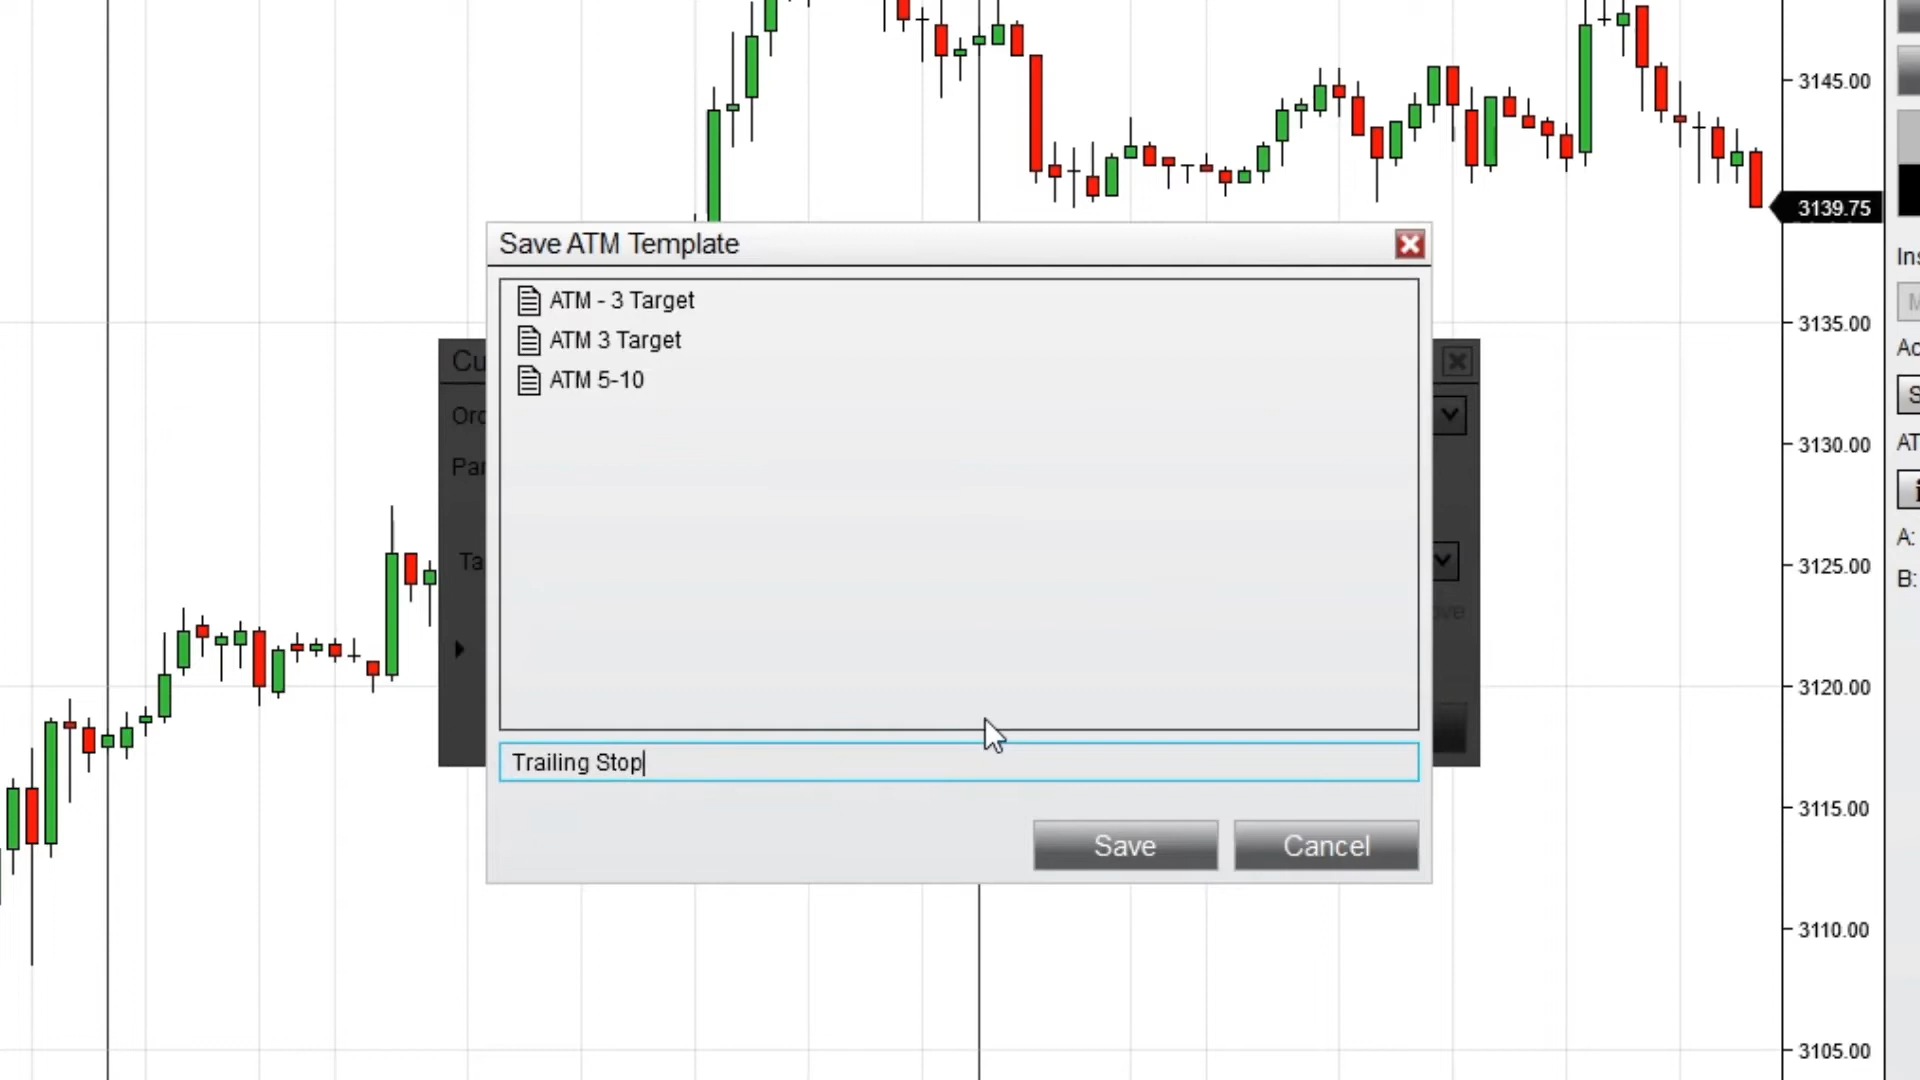 3145.00
3139.75
Save ATM Template
ATM - 3 Target
ATM 3 Target
ATM 5-10
3135.00
3130.00
3125.00
3120.00
3115.00
3110.00
3105.00
Trailing Stop
Save
Cancel
A:
B: